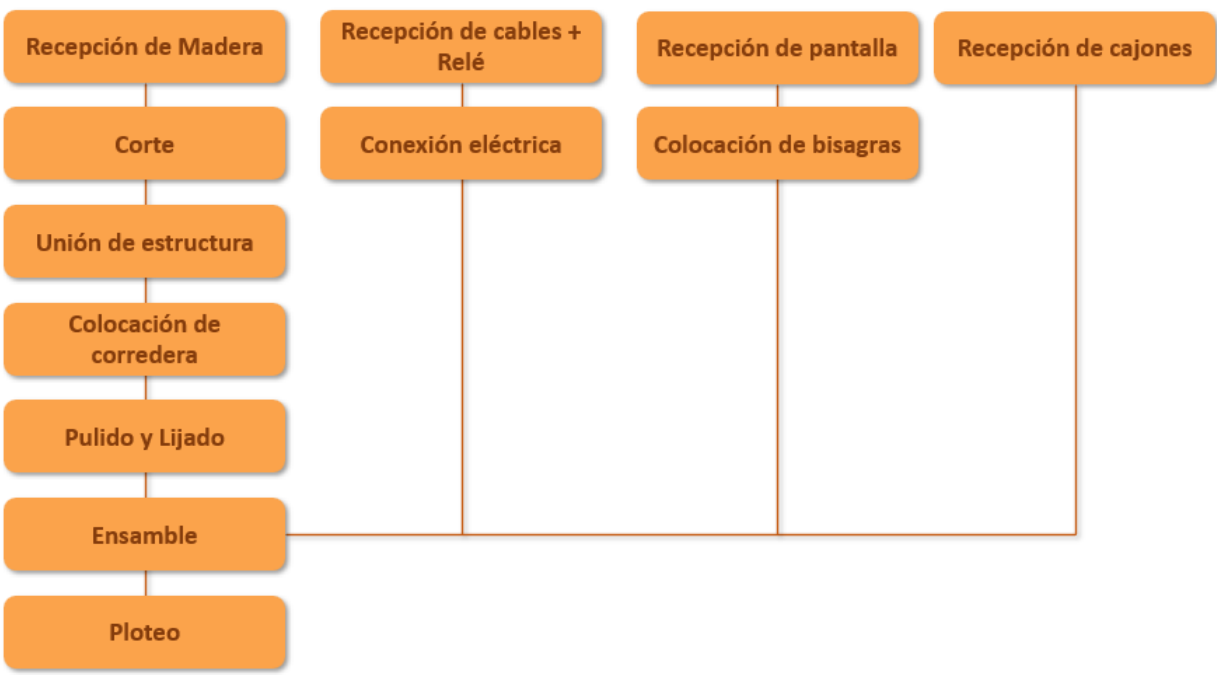 Recepción de Madera
Recepción de cables +
Relé
Recepción de pantalla
Recepción de cajones
Corte
Conexión eléctrica
Colocación de bisagras
Unión de estructura
Colocación de
corredera
Pulido y Lijado
Ensamble
Ploteo